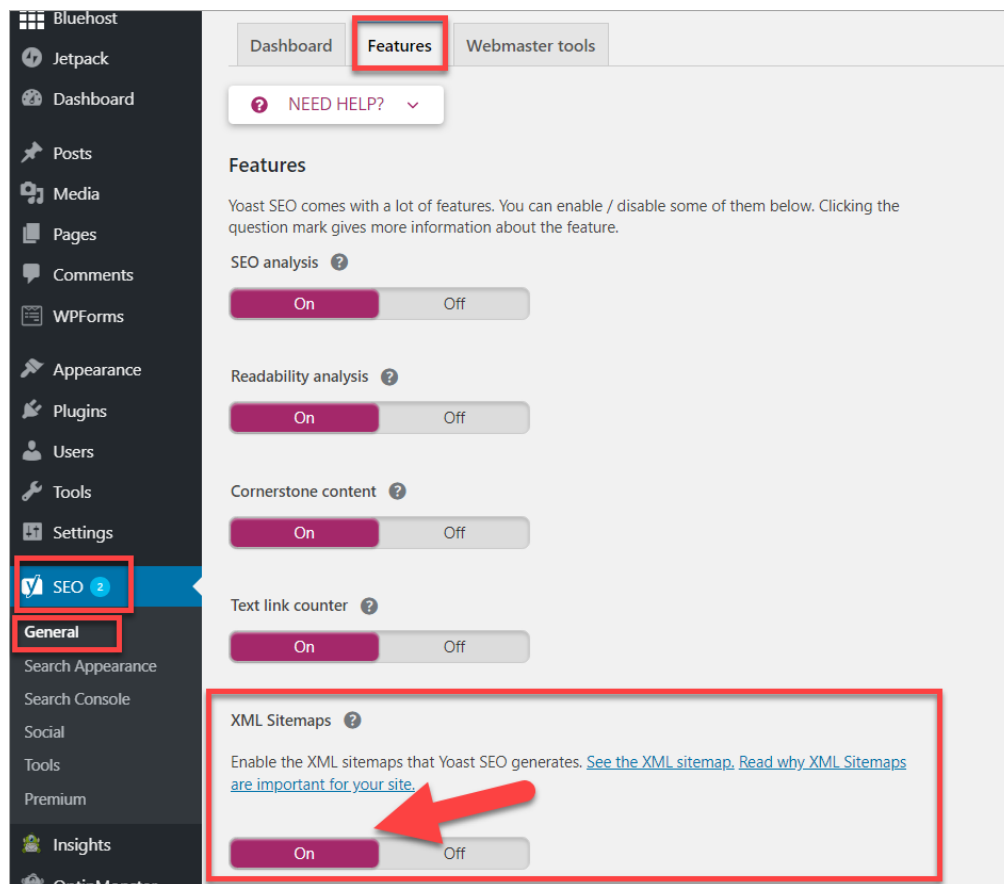 Bluehost
Jetpack
Dashboard
Posts
Media
Pages
Comments
WPForms
Appearance
Plugins
Users
Tools
Settings
SEO 2
General
Search Appearance
Search Console
Social
Tools
Premium
Insights
OptinMonster
Dashboard
Features
Webmaster tools
? NEED HELP?
Features
Yoast SEO comes with a lot of features. You can enable / disable some of them below. Clicking the
question mark gives more information about the feature.
SEO analysis ?
On Off
Readability analysis ?
On Off
Cornerstone content ?
On Off
Text link counter ?
On Off
XML Sitemaps ?
Enable the XML sitemaps that Yoast SEO generates. See the XML sitemap. Read why XML Sitemaps
are important for your site.
On Off